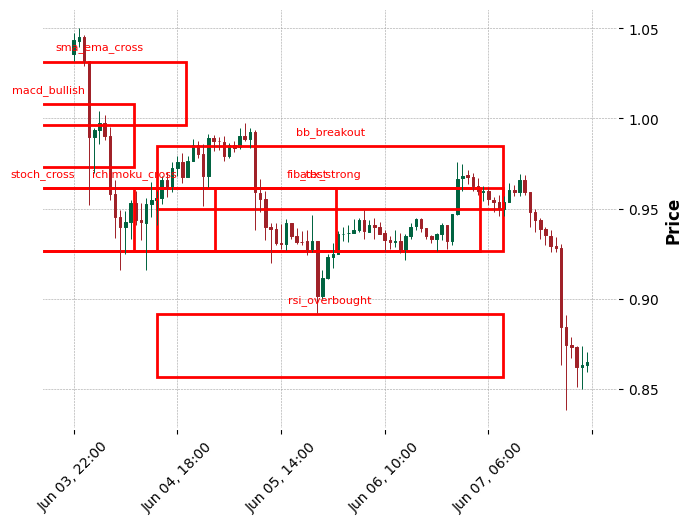 1.05
sma_ema_cross
macd_bullish
1.00
bb_breakout
stoch_cross
ichimoku_cross
adx_strong
0.95
Price
0.90
rsi_overbought
0.85
Jun 03, 22:00
Jun 04, 18:00
Jun 05, 14:00
Jun 06, 10:00
Jun 07, 06:00